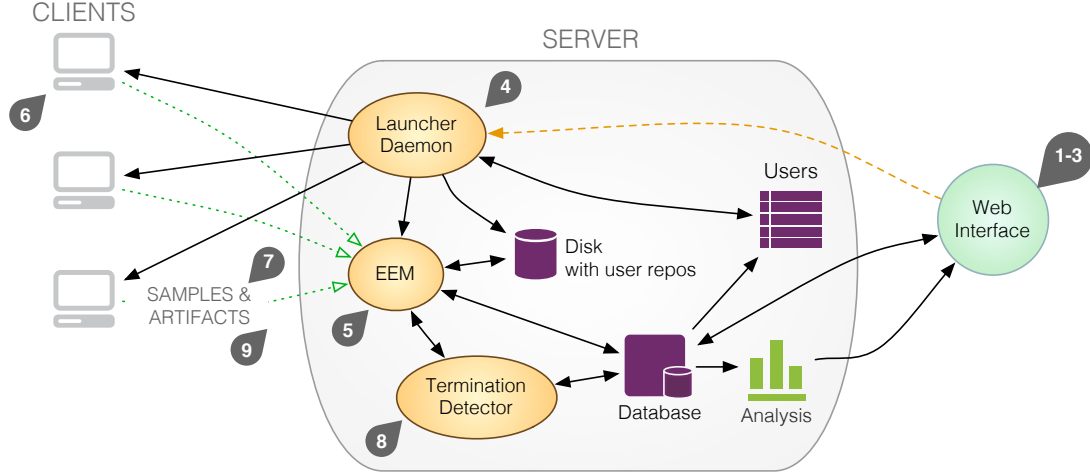 CLIENTS
SERVER
6
4
Launcher
Daemon
1-3
Users
Web
Interface
Disk
with user repos
EEM
7
SAMPLES &
ARTIFACTS
5
9
Termination
Detector
Database
Analysis
8